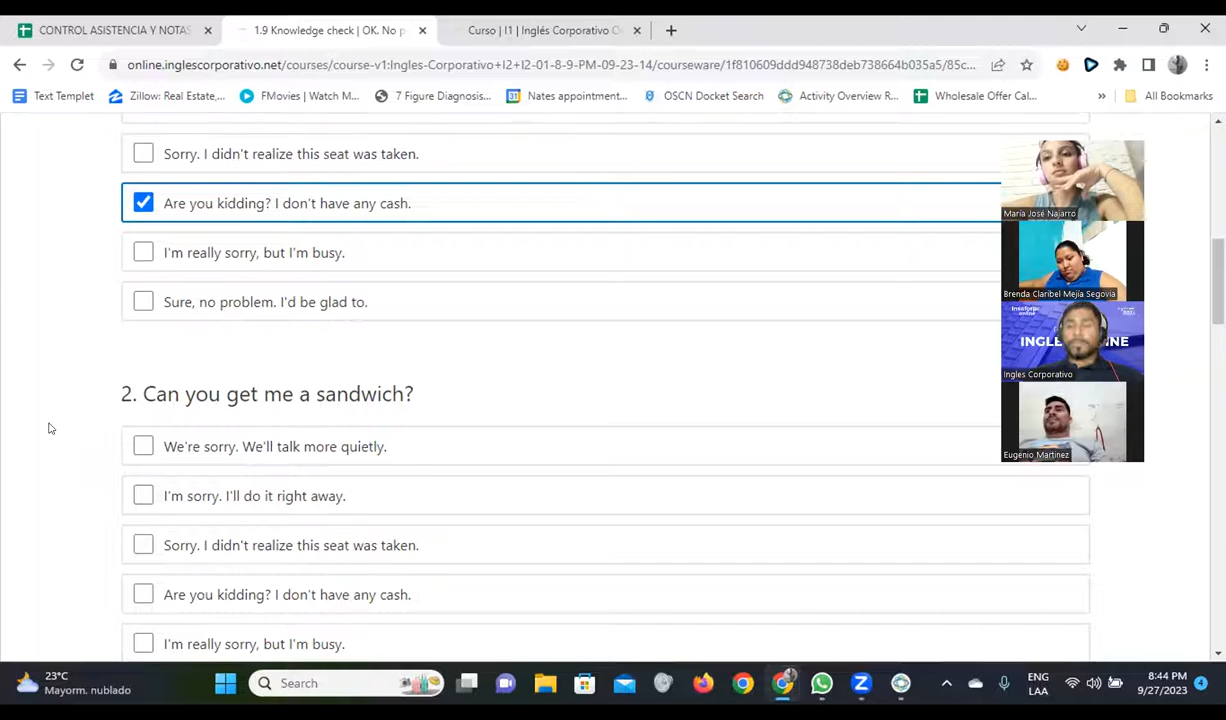 CONTROL ASISTENCIA Y NOTAS
1.9 Knowledge check | OK. No p
Curso | I1 | Inglés Corporativo O
online.inglescorporativo.net/courses/course-v1:Ingles-Corporativo+I2+I2-01-8-9-PM-09-23-14/courseware/1f810609ddd948738deb738664b035a5/85c...
Text Templet
Zillow: Real Estate,...
FMovies | Watch M...
7 Figure Diagnosis...
Nates appointment...
OSCN Docket Search
Activity Overview R...
Wholesale Offer Cal...
»
All Bookmarks
Sorry. I didn't realize this seat was taken.
Are you kidding? I don't have any cash.
I'm really sorry, but I'm busy.
Sure, no problem. I'd be glad to.
2. Can you get me a sandwich?
We're sorry. We'll talk more quietly.
I'm sorry. I'll do it right away.
Sorry. I didn't realize this seat was taken.
Are you kidding? I don't have any cash.
I'm really sorry, but I'm busy.
María José Najarro
Brenda Claribel Mejía Segovia
Ingles Corporativo
Eugenio Martinez
23°C
Mayorm. nublado
Search
ENG
LAA
8:44 PM
9/27/2023
4